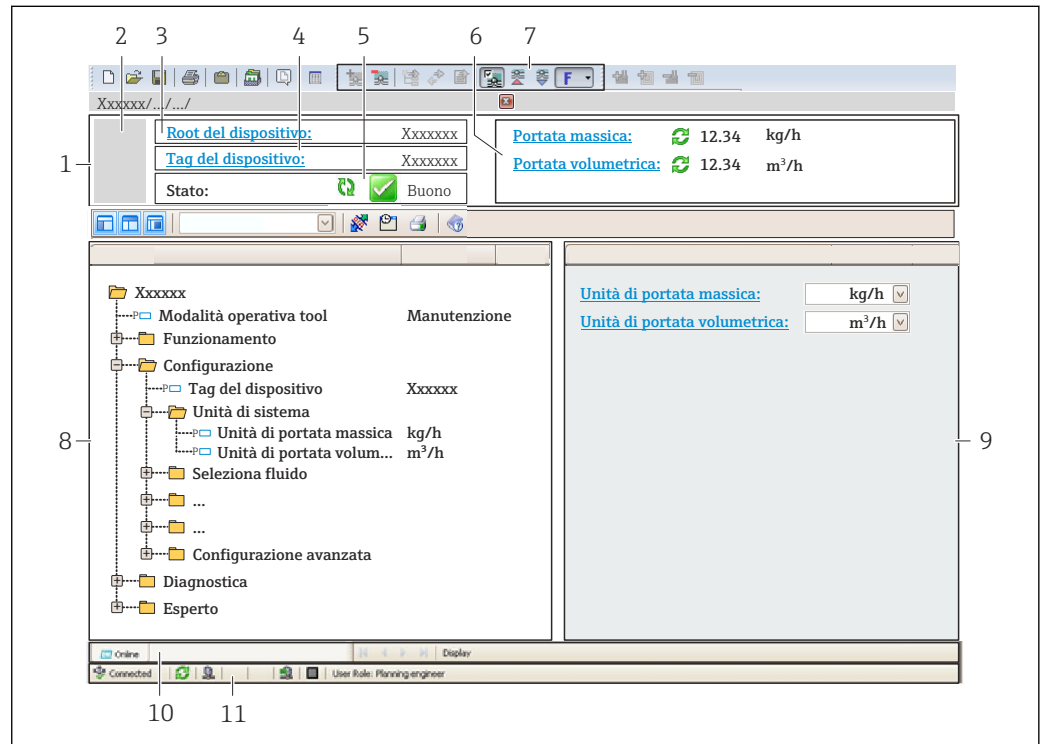 2 3 4 5 6 7
F
Xxxxxx/.../.../
1
Root del dispositivo: Xxxxxxx
Tag del dispositivo: Xxxxxxx
Stato: Buono
Portata massica: 12.34 kg/h
Portata volumetrica: 12.34 m³/h
8
Xxxxxx
P Modalità operativa tool Manutenzione
Funzionamento
Configurazione
P Tag del dispositivo Xxxxxx
Unità di sistema
P Unità di portata massica kg/h
P Unità di portata volum... m³/h
Seleziona fluido
...
...
Configurazione avanzata
Diagnostica
Esperto
Unità di portata massica: kg/h
Unità di portata volumetrica: m³/h
9
Online Display
Connected User Role: Planning engineer
10 11